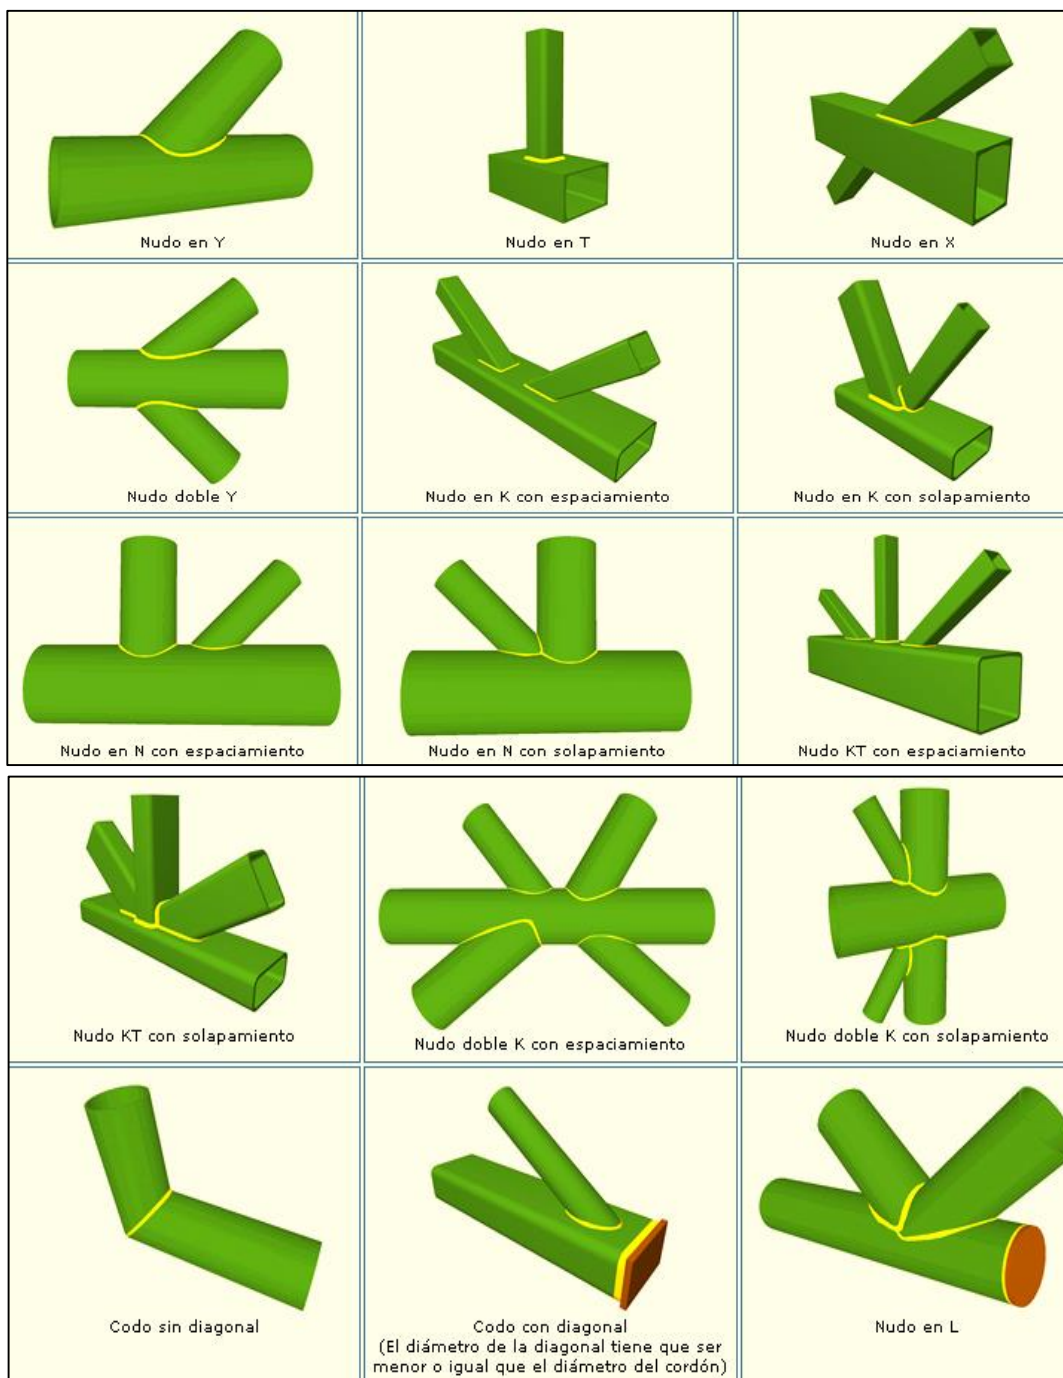 Nudo en Y
Nudo en T
Nudo en X
Nudo doble Y
Nudo en K con espaciamiento
Nudo en K con solapamiento
Nudo en N con espaciamiento
Nudo en N con solapamiento
Nudo KT con espaciamiento
Nudo KT con solapamiento
Nudo doble K con espaciamiento
Nudo doble K con solapamiento
Codo sin diagonal
Codo con diagonal
(El diámetro de la diagonal tiene que ser
menor o igual que el diámetro del cordón)
Nudo en L